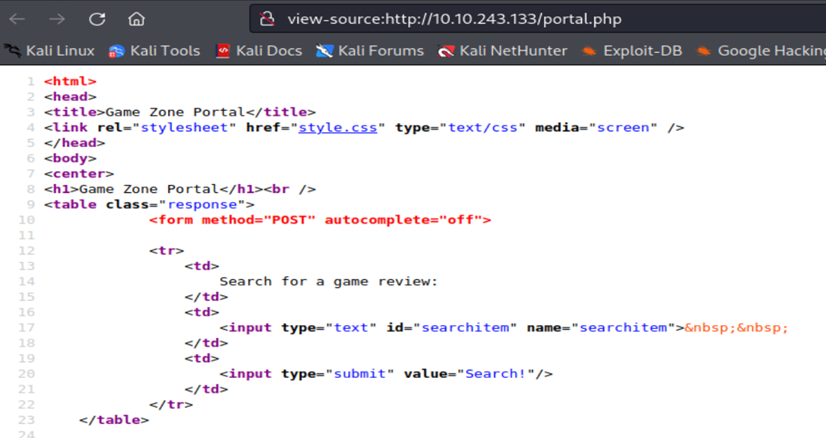 view-source:http://10.10.243.133/portal.php
Kali Linux Kali Tools Kali Docs Kali Forums Kali NetHunter Exploit-DB Google Hacking
1 <html>
2 <head>
3 <title>Game Zone Portal</title>
4 <link rel="stylesheet" href="style.css" type="text/css" media="screen" />
5 </head>
6 <body>
7 <center>
8 <h1>Game Zone Portal</h1><br />
9 <table class="response">
10 <form method="POST" autocomplete="off">
11
12 <tr>
13 <td>
14 Search for a game review:
15 </td>
16 <td>
17 <input type="text" id="searchitem" name="searchitem">&nbsp;&nbsp;
18 </td>
19 <td>
20 <input type="submit" value="Search!"/>
21 </td>
22 </tr>
23 </table>
24